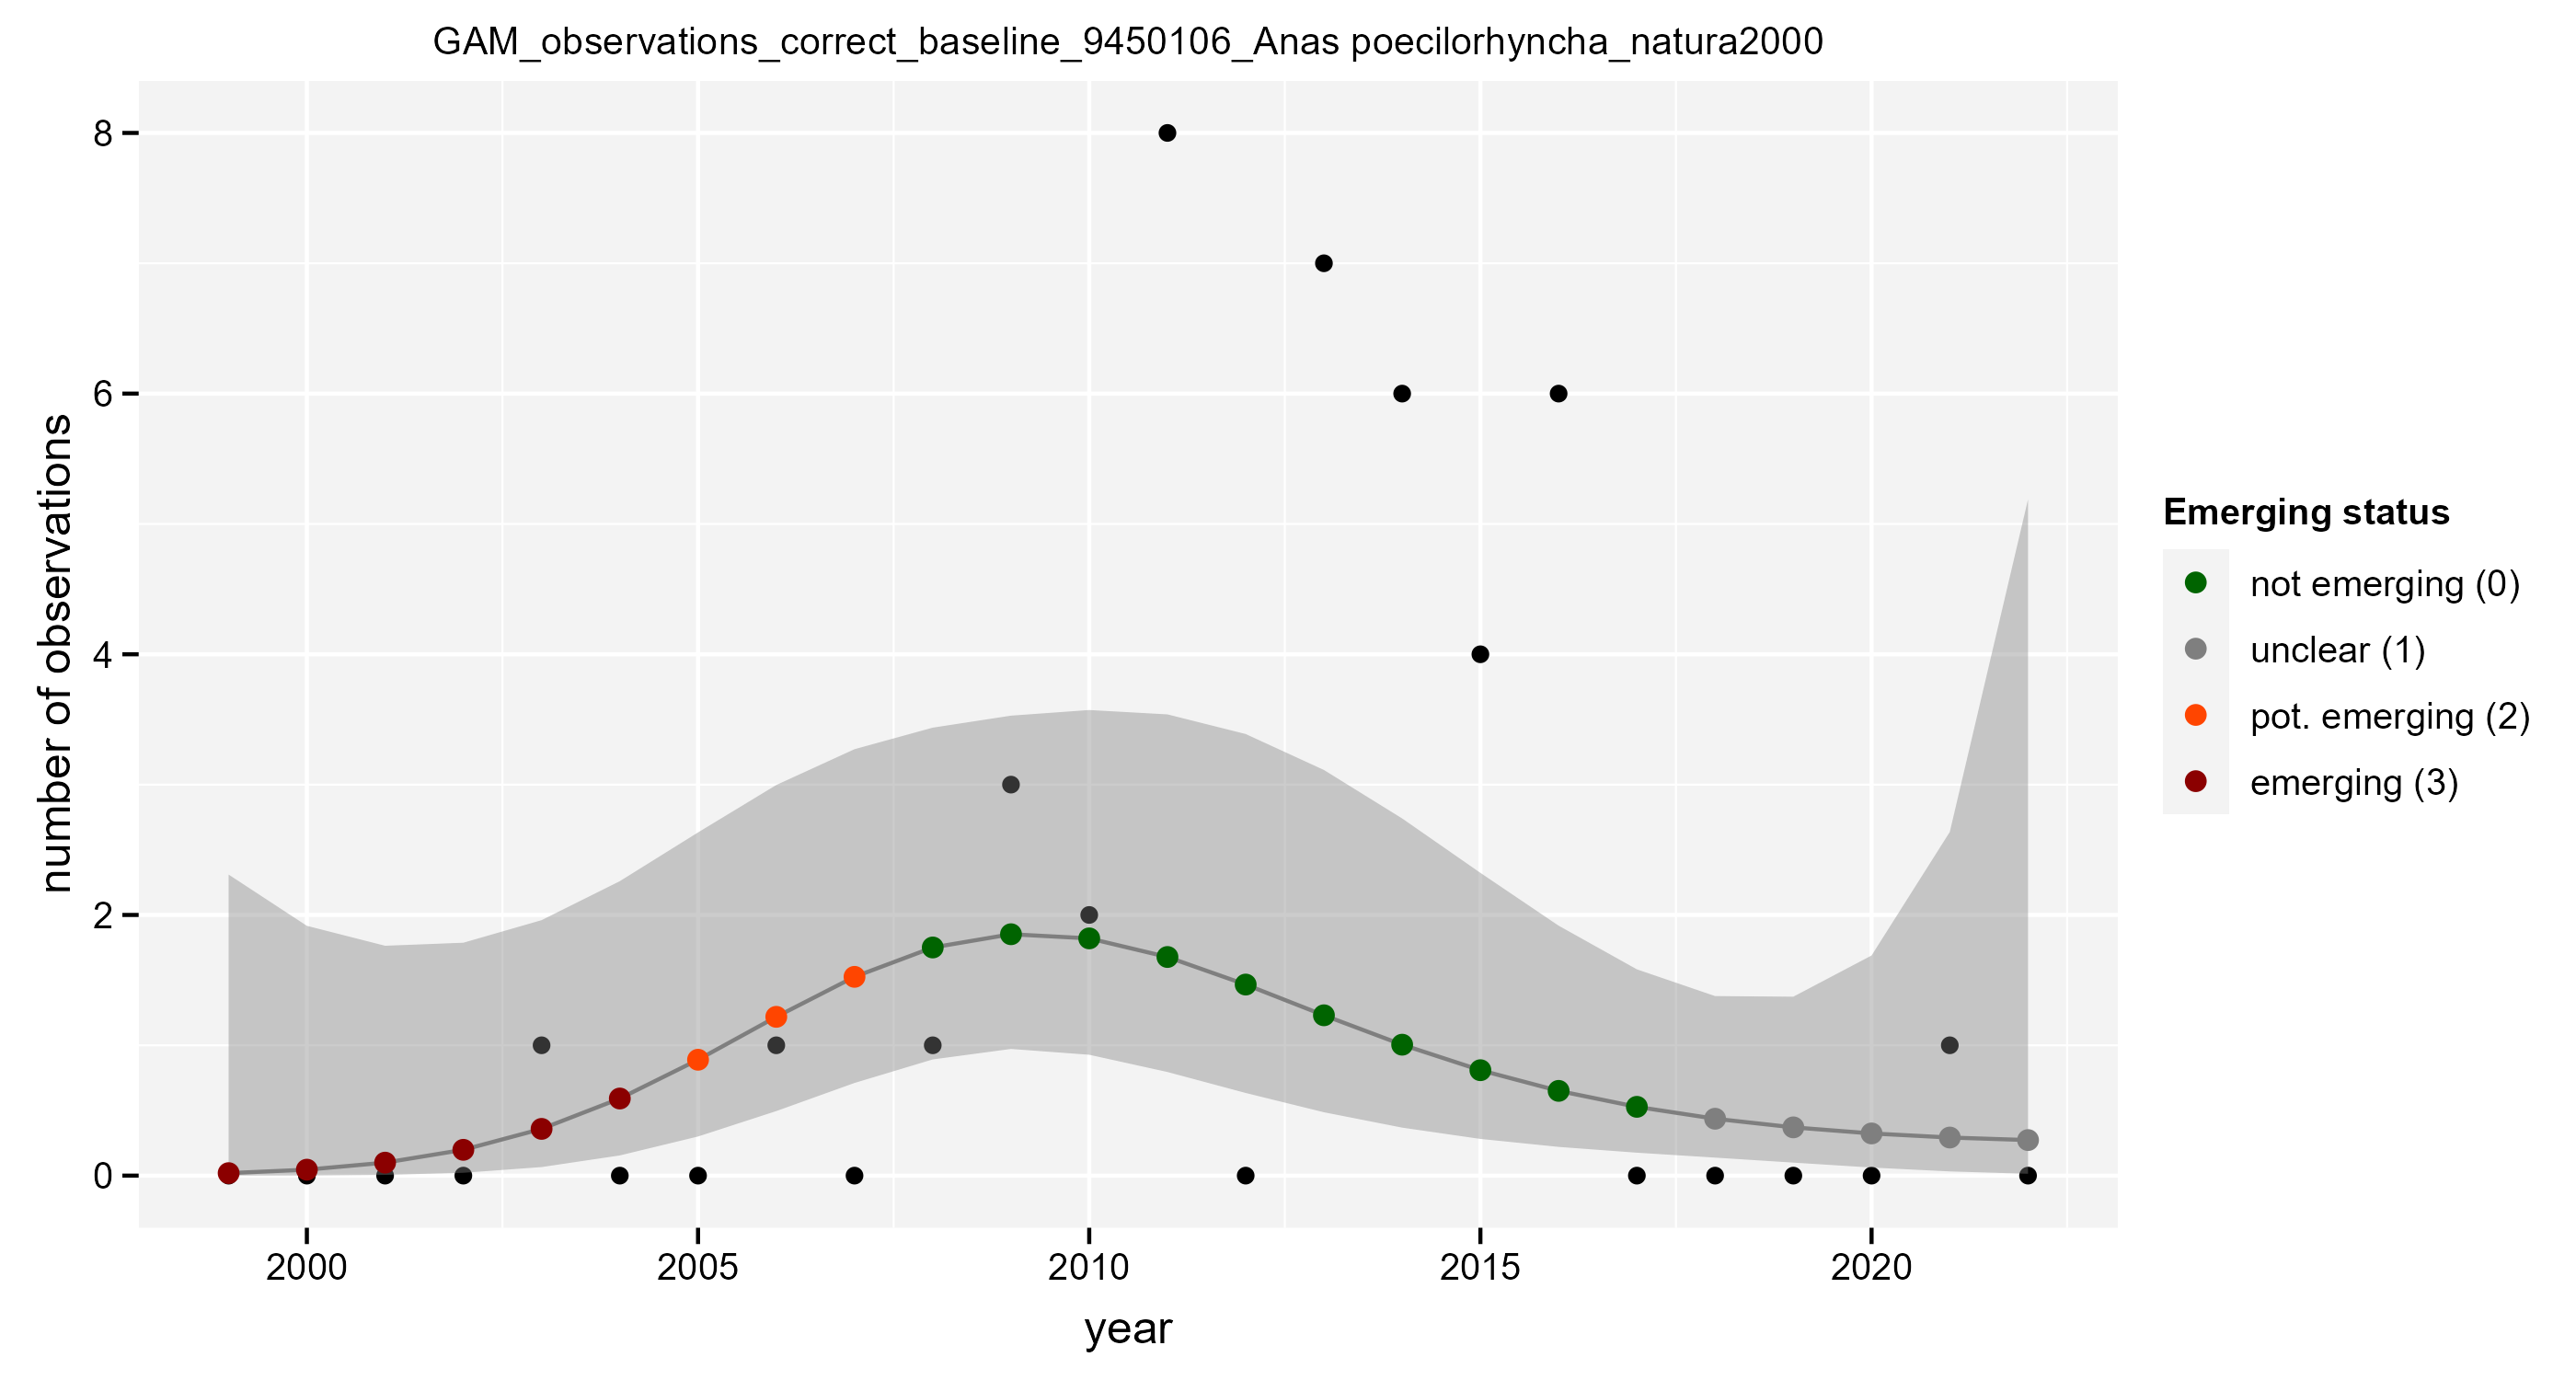 GAM_observations_correct_baseline_9450106_Anas poecilorhyncha_natura2000
number of observations
8
6
4
2
0
2000 2005 2010 2015 2020
year
Emerging status
not emerging (0)
unclear (1)
pot. emerging (2)
emerging (3)